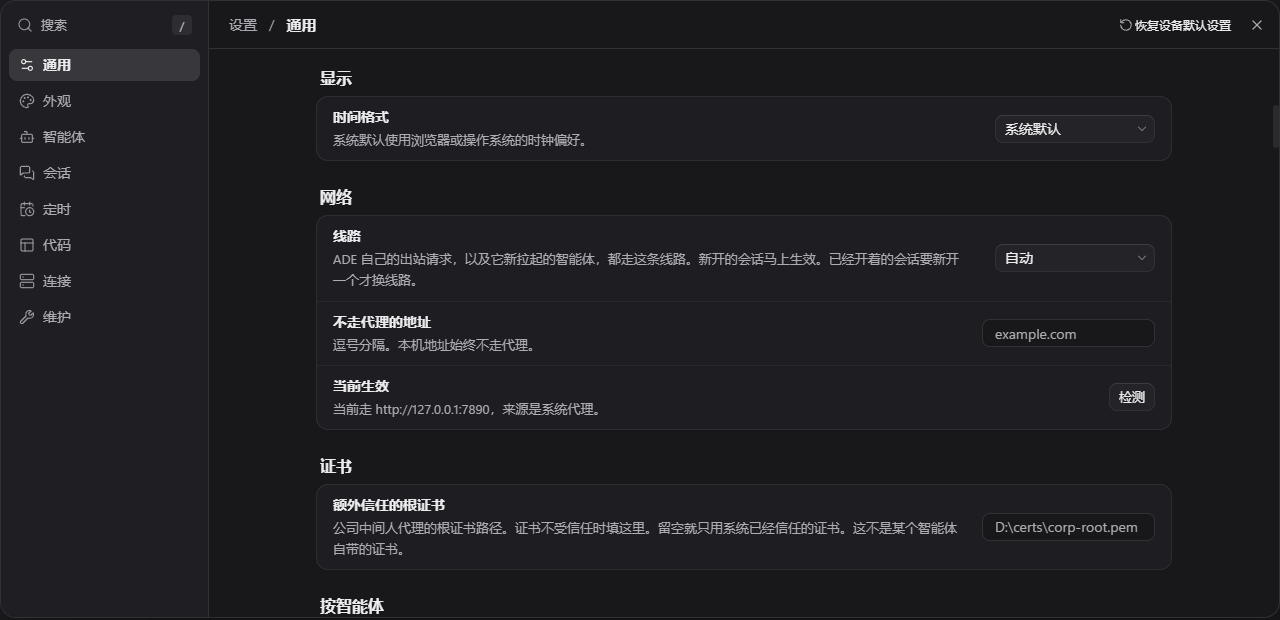 搜索
/
通用
外观
智能体
会话
定时
代码
连接
维护
设置 / 通用
恢复设备默认设置
显示
时间格式
系统默认使用浏览器或操作系统的时钟偏好。
系统默认
网络
线路
ADE 自己的出站请求，以及它新拉起的智能体，都走这条线路。新开的会话马上生效。已经开着的会话要新开
一个才换线路。
自动
不走代理的地址
逗号分隔。本机地址始终不走代理。
example.com
当前生效
当前走 http://127.0.0.1:7890，来源是系统代理。
检测
证书
额外信任的根证书
公司中间人代理的根证书路径。证书不受信任时填这里。留空就只用系统已经信任的证书。这不是某个智能体
自带的证书。
D:\certs\corp-root.pem
按智能体